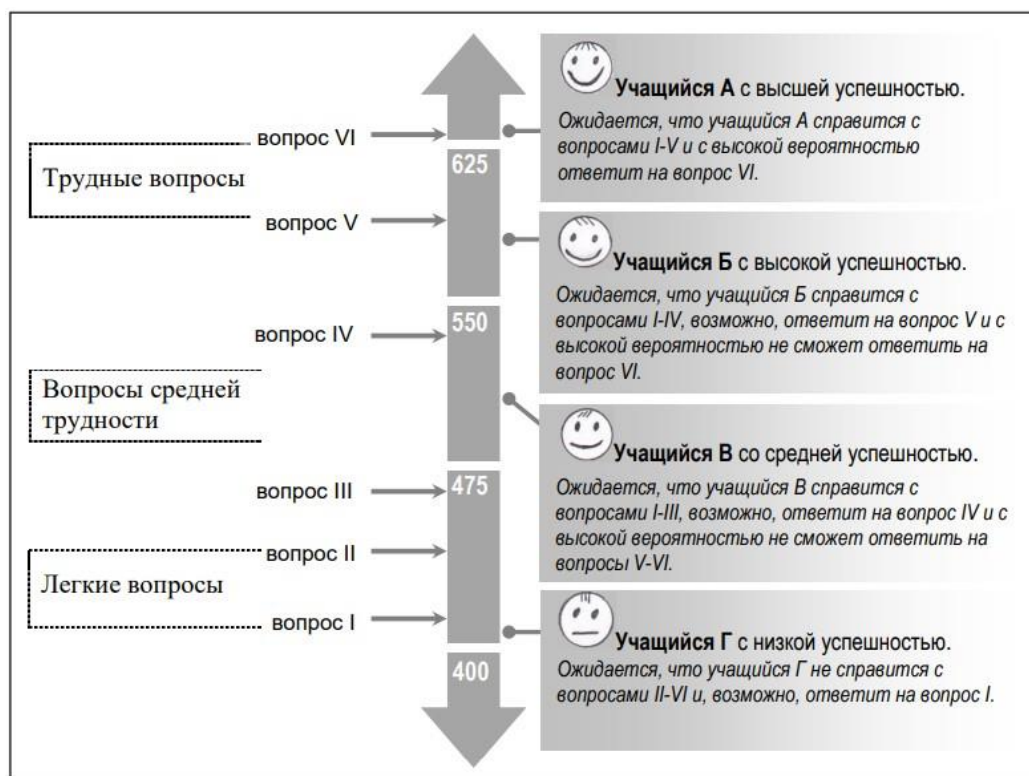 Учащийся А с высшей успешностью.
Ожидается, что учащийся А справится с
вопросами I-V и с высокой вероятностью
ответит на вопрос VI.
вопрос VI
625
Трудные вопросы
вопрос V
Учащийся Б с высокой успешностью.
Ожидается, что учащийся Б справится с
вопросами I-IV, возможно, ответит на вопрос V и с
высокой вероятностью не сможет ответить на
вопрос VI.
550
вопрос IV
Вопросы средней
трудности
Учащийся В со средней успешностью.
Ожидается, что учащийся В справится с
вопросами I-III, возможно, ответит на вопрос IV и с
высокой вероятностью не сможет ответить на
вопросы V-VI.
475
вопрос III
вопрос II
Легкие вопросы
вопрос I
Учащийся Г с низкой успешностью.
Ожидается, что учащийся Г не справится с
вопросами II-VI и, возможно, ответит на вопрос I.
400